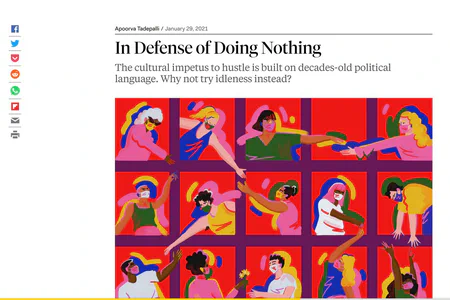 Apoorva Tadepalli / January 29, 2021
In Defense of Doing Nothing
The cultural impetus to hustle is built on decades-old political
language. Why not try idleness instead?